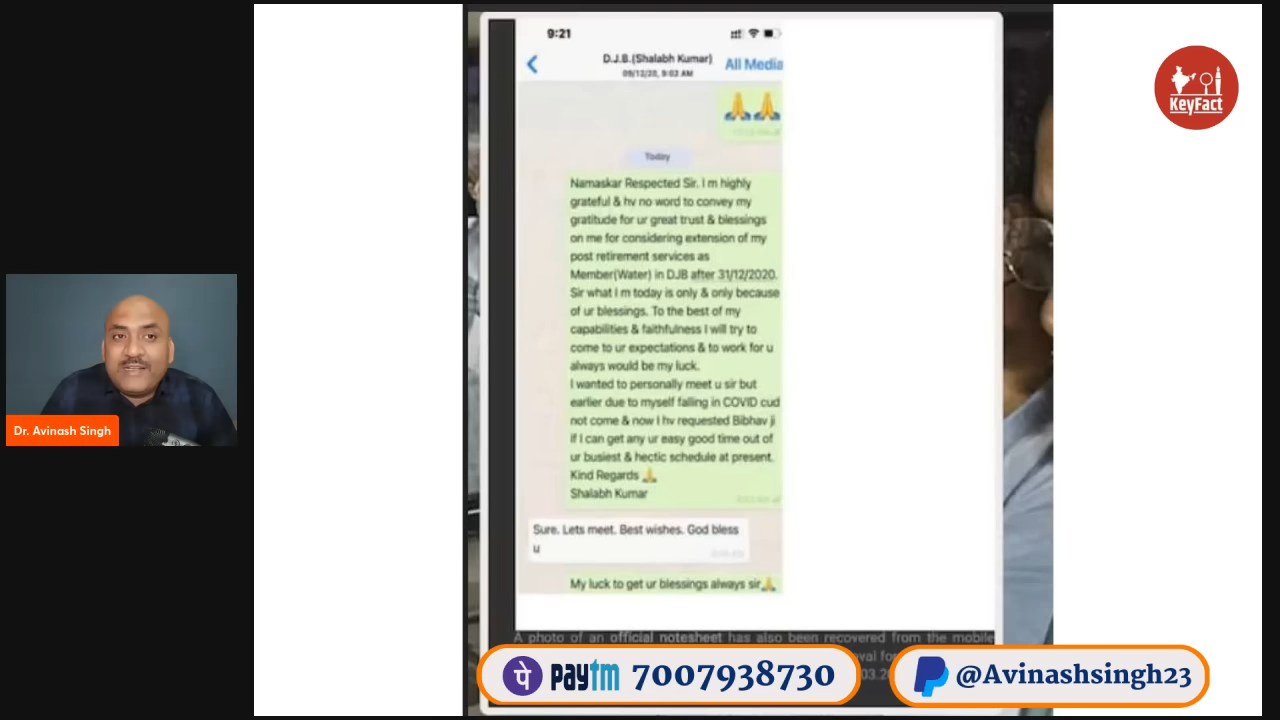 9:21
D.J.B.(Shalabh Kumar)
09/12/20, 9:02 AM
All Media
Today
Namaskar Respected Sir. I m highly
grateful & hv no word to convey my
gratitude for ur great trust & blessings
on me for considering extension of my
post retirement services as
Member(Water) in DJB after 31/12/2020.
Sir what I m today is only & only because
of ur blessings. To the best of my
capabilities & faithfulness I will try to
come to ur expectations & to work for u
always would be my luck.
I wanted to personally meet u sir but
earlier due to myself falling in COVID cud
not come & now I hv requested Bibhav ji
if I can get any ur easy good time out of
ur busiest & hectic schedule at present.
Kind Regards 🙏
Shalabh Kumar
Sure. Lets meet. Best wishes. God bless
u
My luck to get ur blessings always sir🙏
A photo of an official notesheet has also been recovered from the mobile
KeyFact
Dr. Avinash Singh
पे paytm 7007938730
@Avinashsingh23